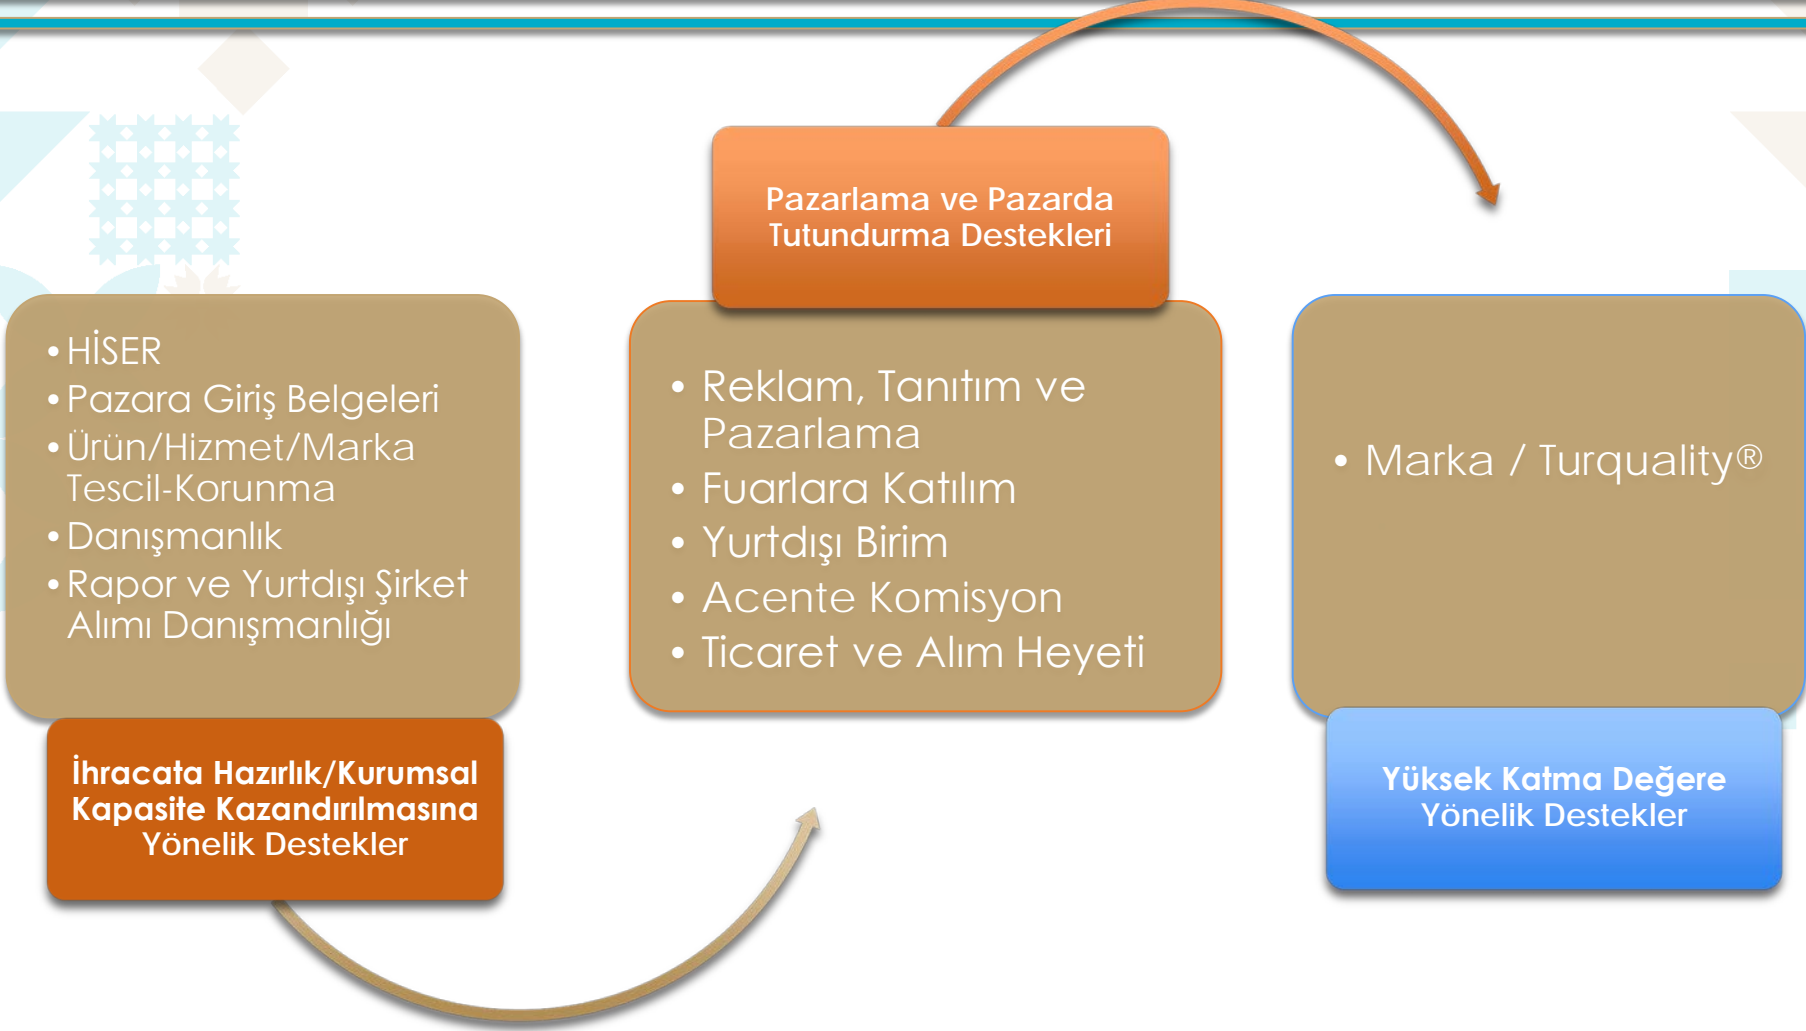 • HİSER
• Pazara Giriş Belgeleri
• Ürün/Hizmet/Marka
Tescil-Korunma
• Danışmanlık
• Rapor ve Yurtdışı Şirket
Alımı Danışmanlığı
İhracata Hazırlık/Kurumsal
Kapasite Kazandırılmasına
Yönelik Destekler
Pazarlama ve Pazarda
Tutundurma Destekleri
• Reklam, Tanıtım ve
Pazarlama
• Fuarlara Katılım
• Yurtdışı Birim
• Acente Komisyon
• Ticaret ve Alım Heyeti
• Marka / Turquality®
Yüksek Katma Değere
Yönelik Destekler